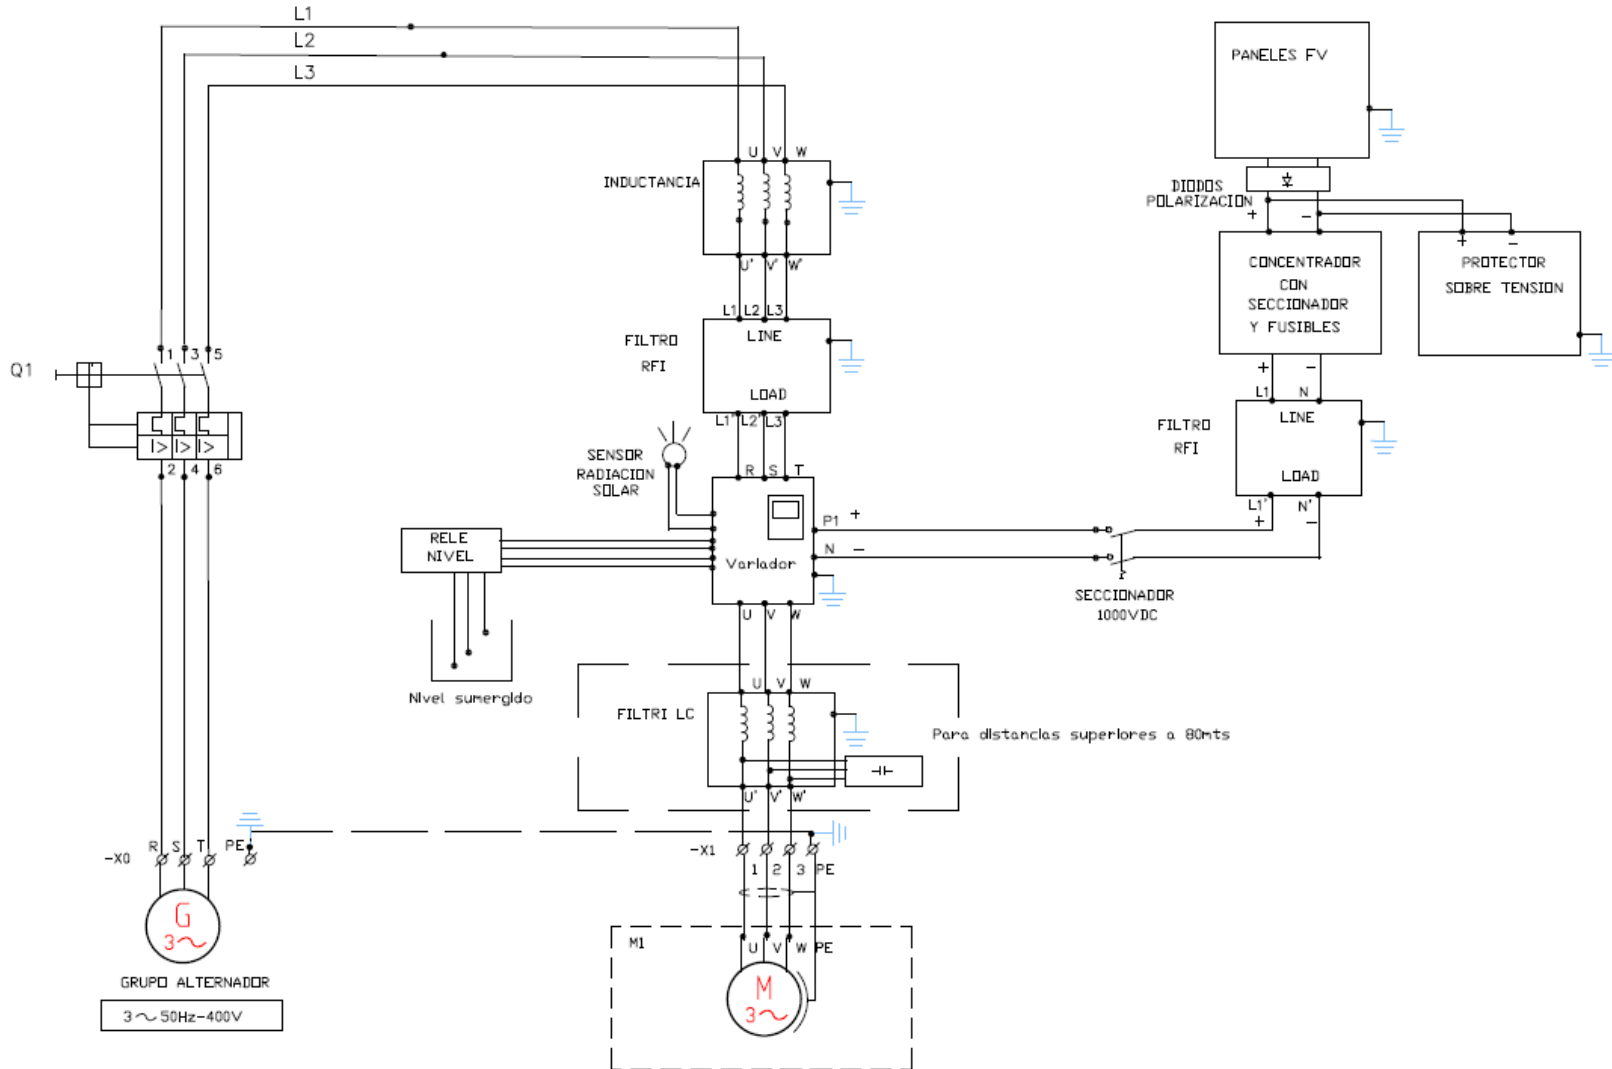 L1
L2
L3
PANELES FV
U V W
INDUCTANCIA
DIODOS
POLARIZACION
+ −
+ −
U' V' W'
CONCENTRADOR
CON
SECCIONADOR
Y FUSIBLES
PROTECTOR
SOBRE TENSION
L1 L2 L3
LINE
FILTRO
RFI
LOAD
L1' L2' L3'
1 3 5
Q1
I> I> I>
2 4 6
+ −
L1 N
LINE
FILTRO
RFI
LOAD
L1' N'
+ −
SENSOR
RADIACION
SOLAR
R S T
P1 +
N −
Variador
RELE
NIVEL
SECCIONADOR
1000VDC
U V W
Nivel sumergido
U V W
FILTRI LC
Para distancias superiores a 80mts
U' V' W'
-X0 R S T PE
-X1
1 2 3 PE
G
3~
M1
U V W PE
M
3~
GRUPO ALTERNADOR
3~50Hz-400V